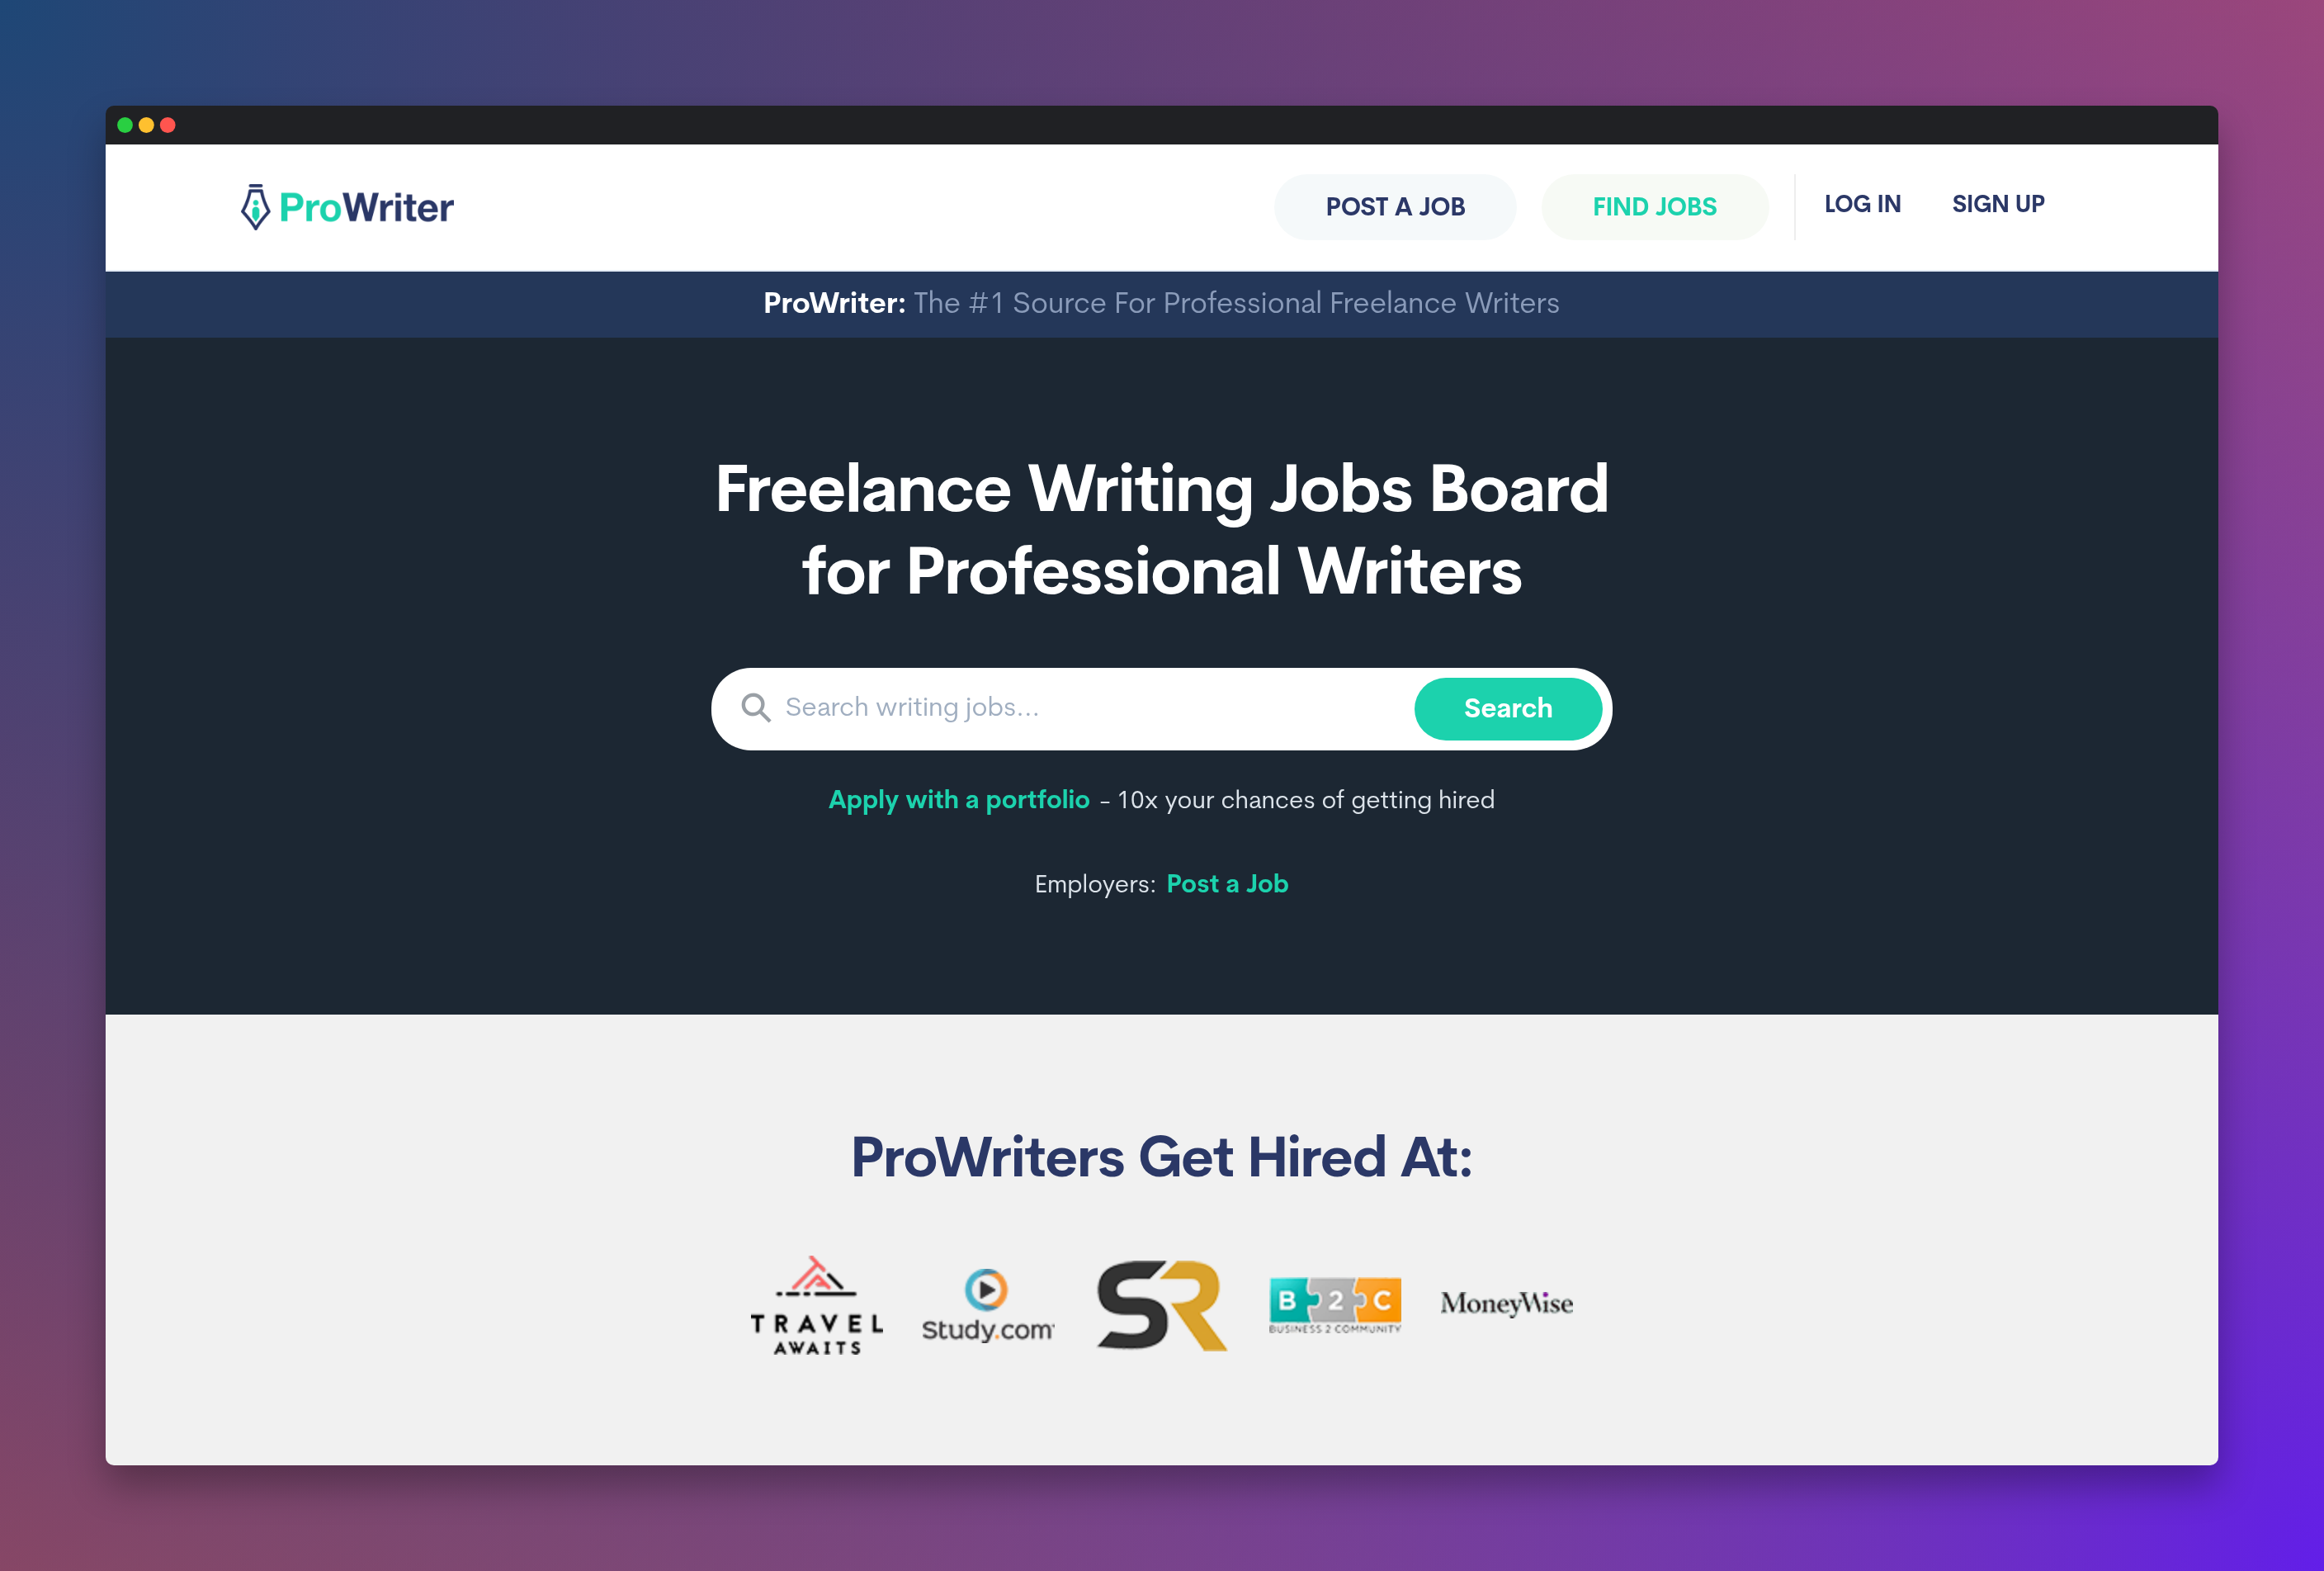 ProWriter
POST A JOB
FIND JOBS
LOG IN
SIGN UP
ProWriter: The #1 Source For Professional Freelance Writers
Freelance Writing Jobs Board
for Professional Writers
Search writing jobs...
Search
Apply with a portfolio - 10x your chances of getting hired
Employers: Post a Job
ProWriters Get Hired At:
TRAVEL
AWAITS
Study.com
SR
B 2 C
BUSINESS 2 COMMUNITY
MoneyWise